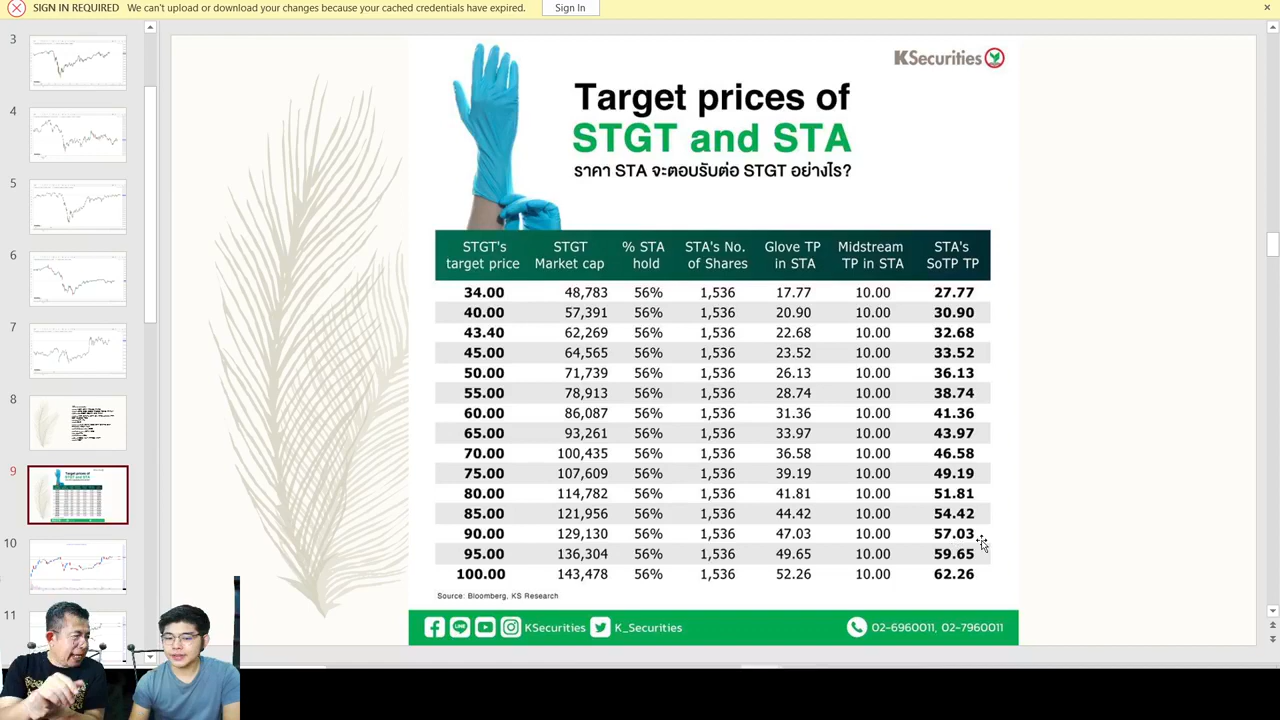 SIGN IN REQUIRED We can't upload or download your changes because your cached credentials have expired. Sign In
3
4
5
6
7
8
9
10
11
KSecurities
Target prices of
STGT and STA
ราคา STA จะตอบรับต่อ STGT อย่างไร?
STGT's target price STGT Market cap % STA hold STA's No. of Shares Glove TP in STA Midstream TP in STA STA's SoTP TP
34.00 48,783 56% 1,536 17.77 10.00 27.77
40.00 57,391 56% 1,536 20.90 10.00 30.90
43.40 62,269 56% 1,536 22.68 10.00 32.68
45.00 64,565 56% 1,536 23.52 10.00 33.52
50.00 71,739 56% 1,536 26.13 10.00 36.13
55.00 78,913 56% 1,536 28.74 10.00 38.74
60.00 86,087 56% 1,536 31.36 10.00 41.36
65.00 93,261 56% 1,536 33.97 10.00 43.97
70.00 100,435 56% 1,536 36.58 10.00 46.58
75.00 107,609 56% 1,536 39.19 10.00 49.19
80.00 114,782 56% 1,536 41.81 10.00 51.81
85.00 121,956 56% 1,536 44.42 10.00 54.42
90.00 129,130 56% 1,536 47.03 10.00 57.03
95.00 136,304 56% 1,536 49.65 10.00 59.65
100.00 143,478 56% 1,536 52.26 10.00 62.26
Source: Bloomberg, KS Research
KSecurities K_Securities 02-6960011, 02-7960011